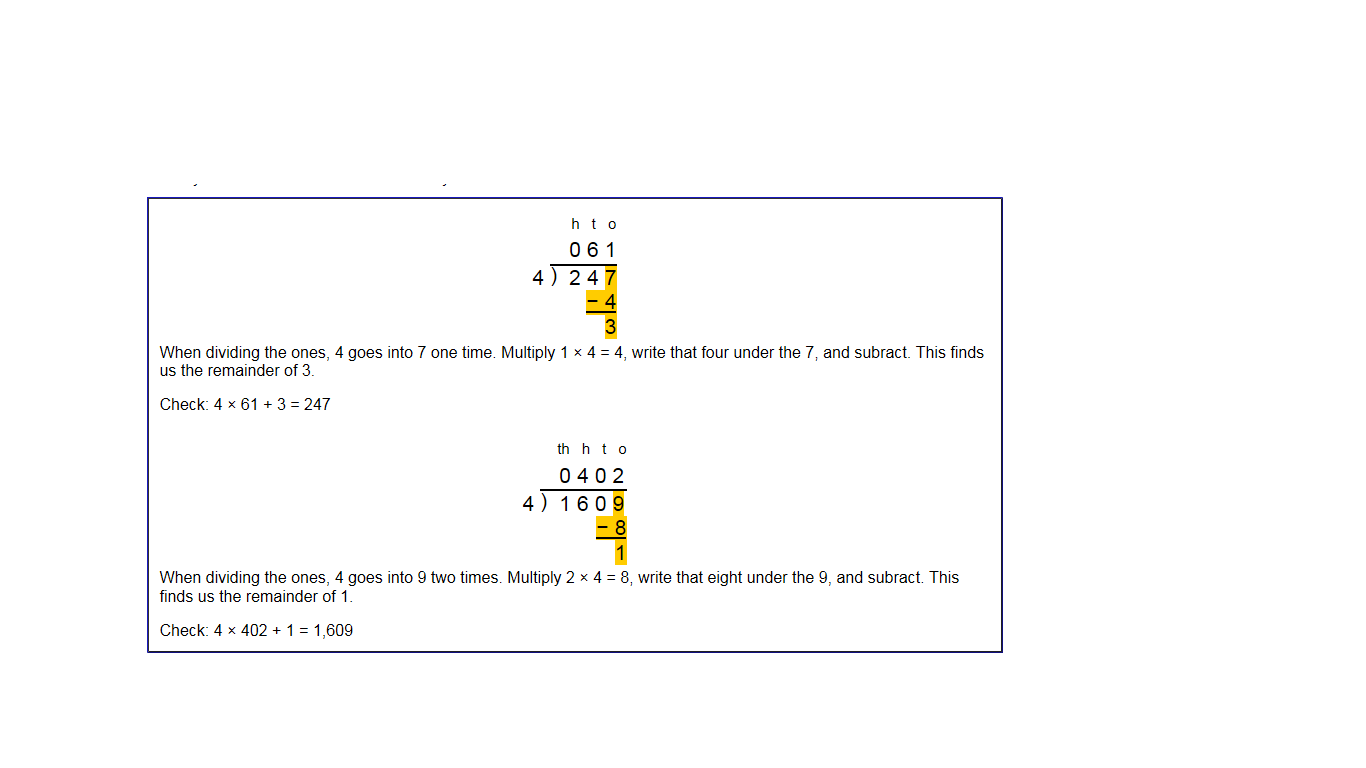 h t o
0 6 1
4 ) 2 4 7
− 4
3
When dividing the ones, 4 goes into 7 one time. Multiply 1 × 4 = 4, write that four under the 7, and subract. This finds
us the remainder of 3.
Check: 4 × 61 + 3 = 247
th h t o
0 4 0 2
4 ) 1 6 0 9
− 8
1
When dividing the ones, 4 goes into 9 two times. Multiply 2 × 4 = 8, write that eight under the 9, and subract. This
finds us the remainder of 1.
Check: 4 × 402 + 1 = 1,609